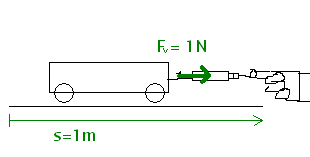 Fv = 1N
s=1m